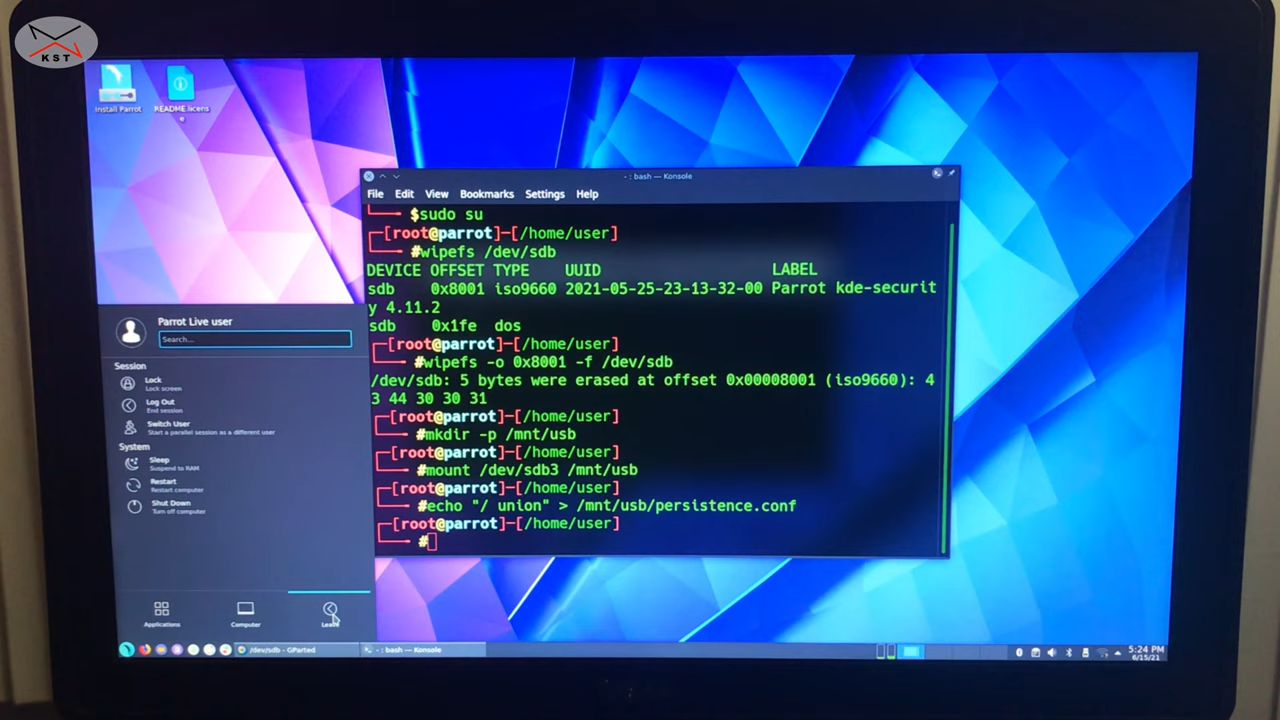 KST
Install Parrot
README.licens
e
- : bash — Konsole
File Edit View Bookmarks Settings Help
$sudo su
[root@parrot]-[/home/user]
#wipefs /dev/sdb
DEVICE OFFSET TYPE UUID LABEL
sdb 0x8001 iso9660 2021-05-25-23-13-32-00 Parrot kde-securit
y 4.11.2
sdb 0x1fe dos
[root@parrot]-[/home/user]
#wipefs -o 0x8001 -f /dev/sdb
/dev/sdb: 5 bytes were erased at offset 0x00008001 (iso9660): 4
3 44 30 30 31
[root@parrot]-[/home/user]
#mkdir -p /mnt/usb
[root@parrot]-[/home/user]
#mount /dev/sdb3 /mnt/usb
[root@parrot]-[/home/user]
#echo "/ union" > /mnt/usb/persistence.conf
[root@parrot]-[/home/user]
#
Parrot Live user
Search...
Session
Lock
Lock screen
Log Out
End session
Switch User
Start a parallel session as a different user
System
Sleep
Suspend to RAM
Restart
Restart computer
Shut Down
Turn off computer
Applications
Computer
Leave
/dev/sdb - GParted
- : bash — Konsole
5:24 PM
6/15/21